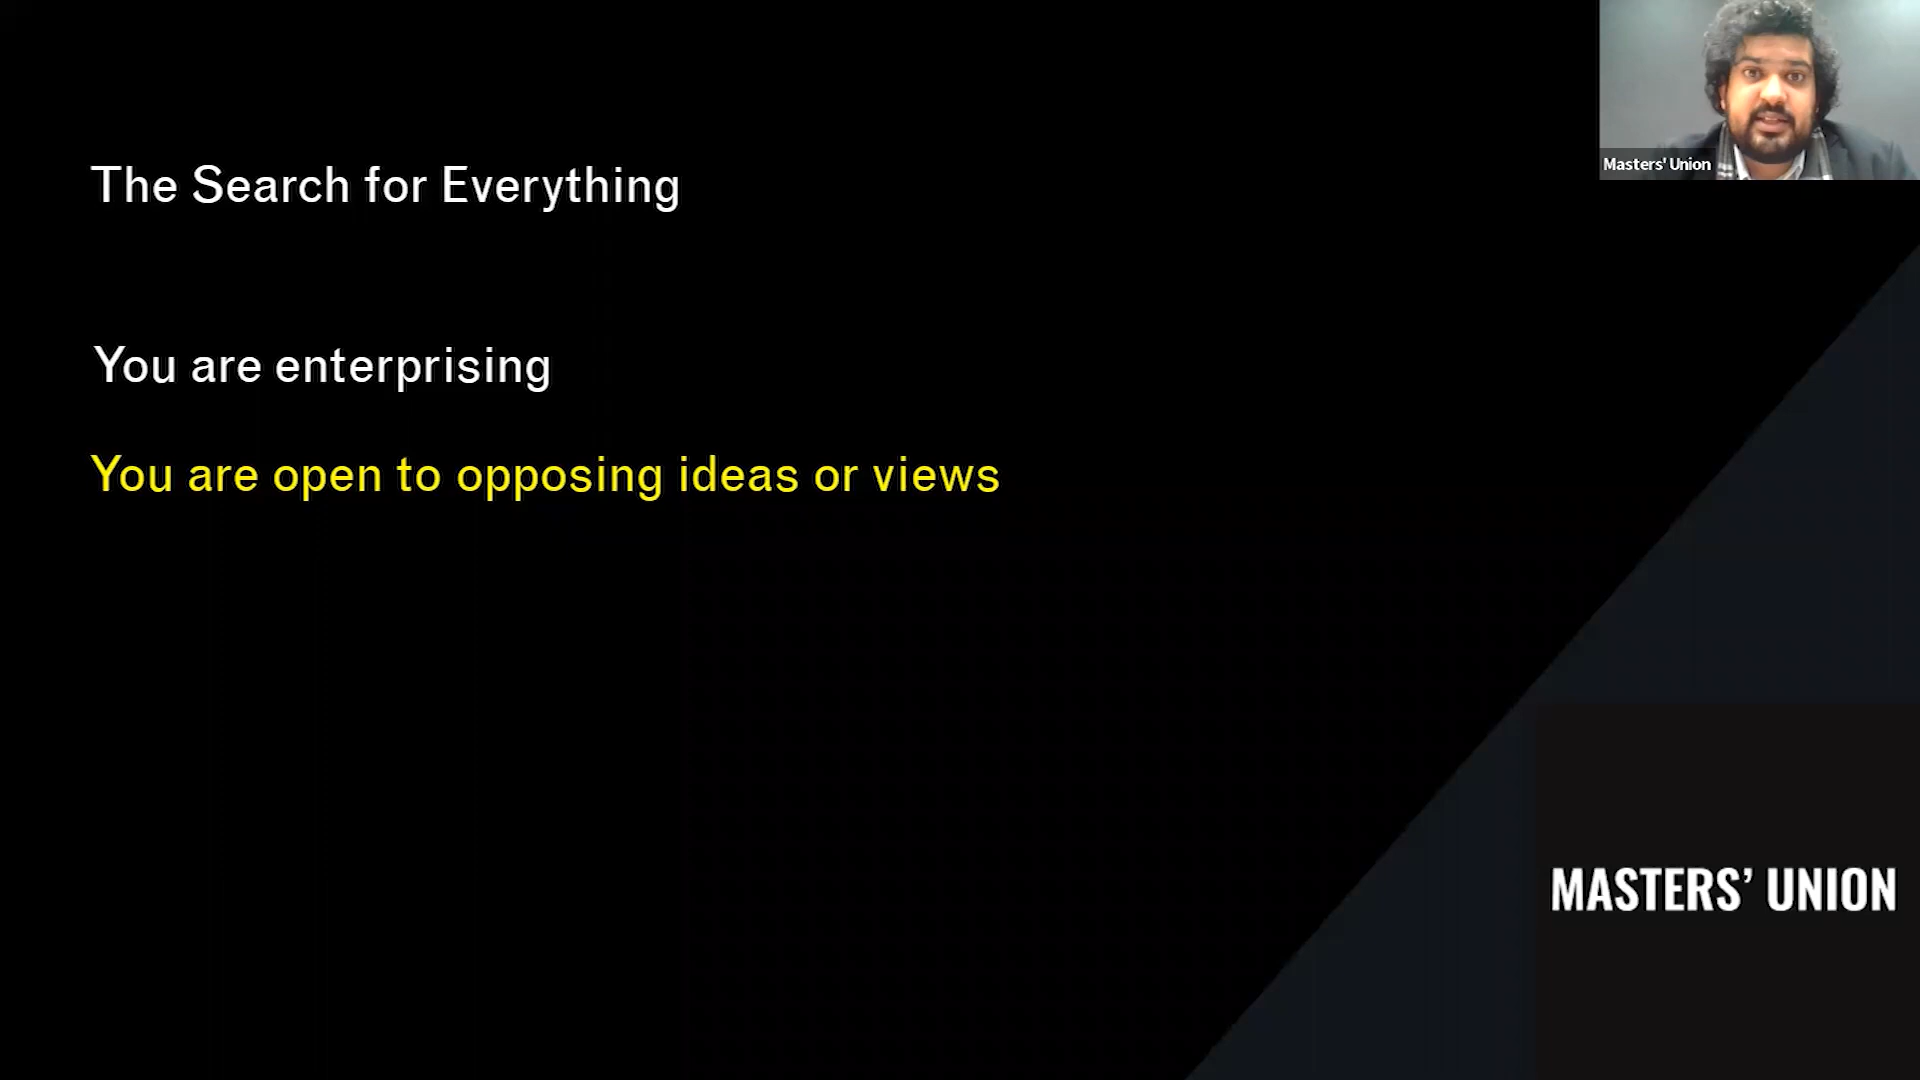 The Search for Everything
Masters' Union
You are enterprising
You are open to opposing ideas or views
MASTERS' UNION